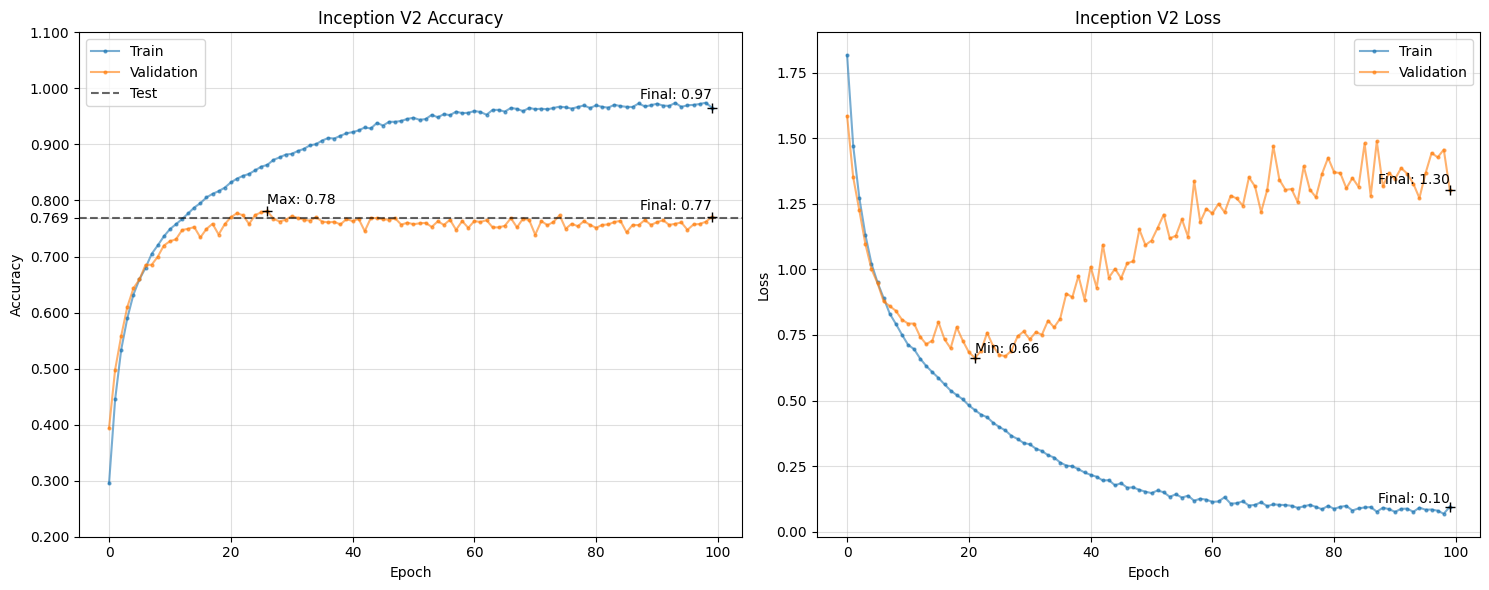 Inception V2 Accuracy
1.100
1.000
0.900
0.800
0.769
0.700
0.600
0.500
0.400
0.300
0.200
Accuracy
Train
Validation
Test
Final: 0.97
Max: 0.78
Final: 0.77
0 20 40 60 80 100
Epoch
Inception V2 Loss
1.75
1.50
1.25
1.00
0.75
0.50
0.25
0.00
Loss
Train
Validation
Final: 1.30
Min: 0.66
Final: 0.10
0 20 40 60 80 100
Epoch